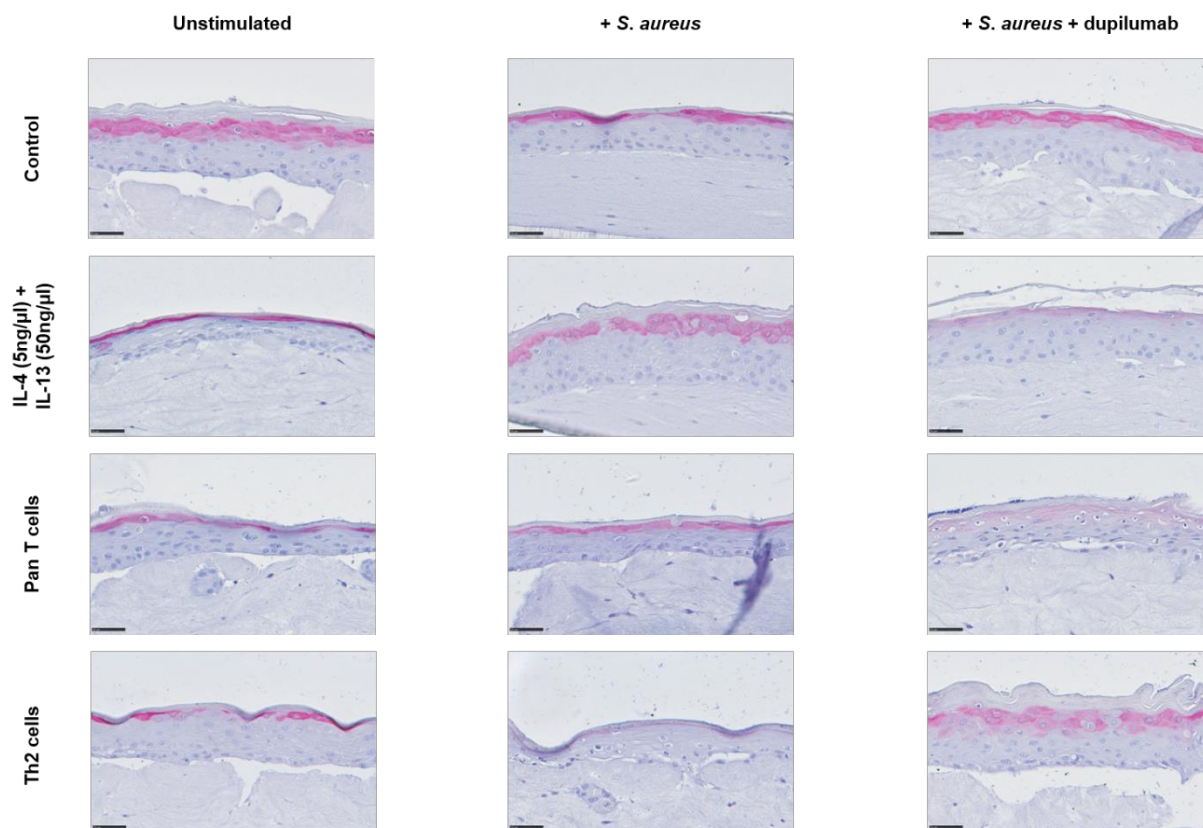 Unstimulated
+ S. aureus
+ S. aureus + dupilumab
Control
IL-4 (5ng/µl) +
IL-13 (50ng/µl)
Pan T cells
Th2 cells